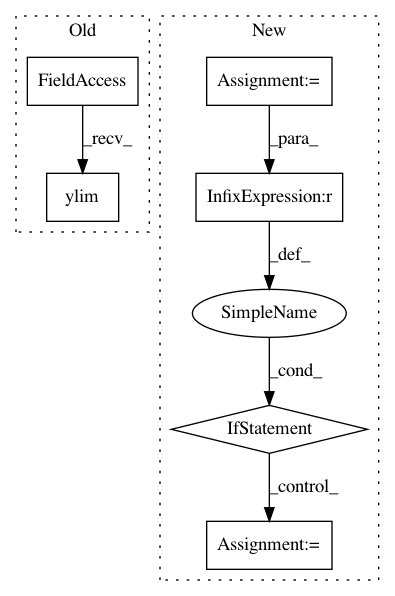 Old
FieldAccess
_recv_
ylim
New
Assignment:=
_para_
InfixExpression:r
_def_
SimpleName
_cond_
IfStatement
_control_
Assignment:=